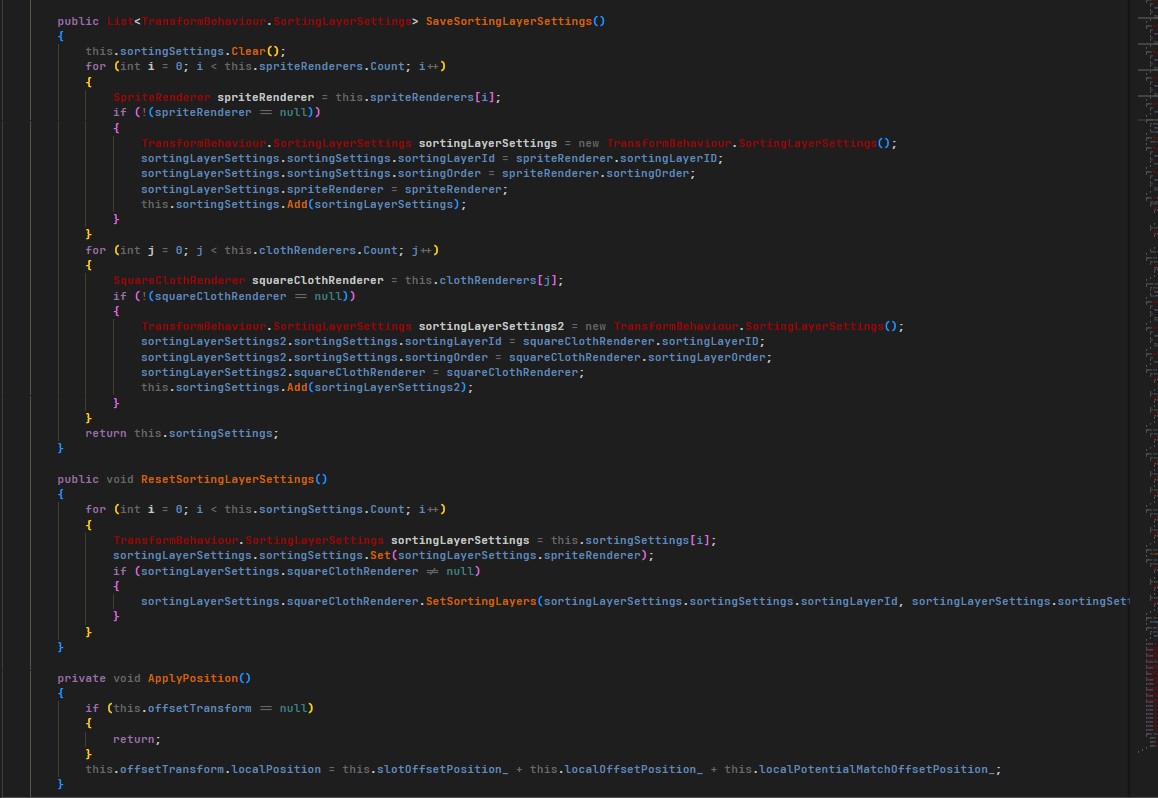 public List<TransformBehaviour.SortingLayerSettings> SaveSortingLayerSettings()
{
this.sortingSettings.Clear();
for (int i = 0; i < this.spriteRenderers.Count; i++)
{
SpriteRenderer spriteRenderer = this.spriteRenderers[i];
if (!(spriteRenderer == null))
{
TransformBehaviour.SortingLayerSettings sortingLayerSettings = new TransformBehaviour.SortingLayerSettings();
sortingLayerSettings.sortingSettings.sortingLayerId = spriteRenderer.sortingLayerID;
sortingLayerSettings.sortingSettings.sortingOrder = spriteRenderer.sortingOrder;
sortingLayerSettings.spriteRenderer = spriteRenderer;
this.sortingSettings.Add(sortingLayerSettings);
}
}
for (int j = 0; j < this.clothRenderers.Count; j++)
{
SquareClothRenderer squareClothRenderer = this.clothRenderers[j];
if (!(squareClothRenderer == null))
{
TransformBehaviour.SortingLayerSettings sortingLayerSettings2 = new TransformBehaviour.SortingLayerSettings();
sortingLayerSettings2.sortingSettings.sortingLayerId = squareClothRenderer.sortingLayerID;
sortingLayerSettings2.sortingSettings.sortingOrder = squareClothRenderer.sortingLayerOrder;
sortingLayerSettings2.squareClothRenderer = squareClothRenderer;
this.sortingSettings.Add(sortingLayerSettings2);
}
}
return this.sortingSettings;
}
public void ResetSortingLayerSettings()
{
for (int i = 0; i < this.sortingSettings.Count; i++)
{
TransformBehaviour.SortingLayerSettings sortingLayerSettings = this.sortingSettings[i];
sortingLayerSettings.sortingSettings.Set(sortingLayerSettings.spriteRenderer);
if (sortingLayerSettings.squareClothRenderer != null)
{
sortingLayerSettings.squareClothRenderer.SetSortingLayers(sortingLayerSettings.sortingSettings.sortingLayerId, sortingLayerSettings.sortingSett
}
}
}
private void ApplyPosition()
{
if (this.offsetTransform == null)
{
return;
}
this.offsetTransform.localPosition = this.slotOffsetPosition_ + this.localOffsetPosition_ + this.localPotentialMatchOffsetPosition_;
}